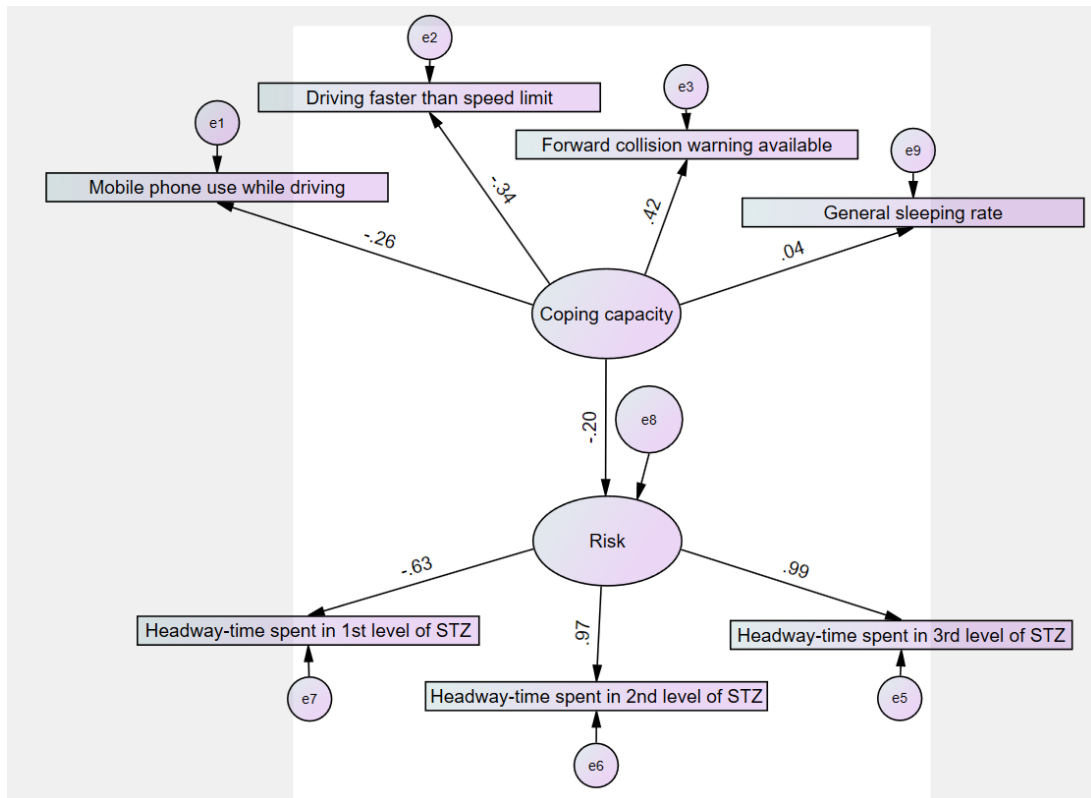 e2
Driving faster than speed limit
e3
Forward collision warning available
e1
Mobile phone use while driving
e9
General sleeping rate
-.34
.42
-.26
.04
Coping capacity
-.20
e8
Risk
-.63
.97
.99
Headway-time spent in 1st level of STZ
Headway-time spent in 3rd level of STZ
Headway-time spent in 2nd level of STZ
e7
e5
e6